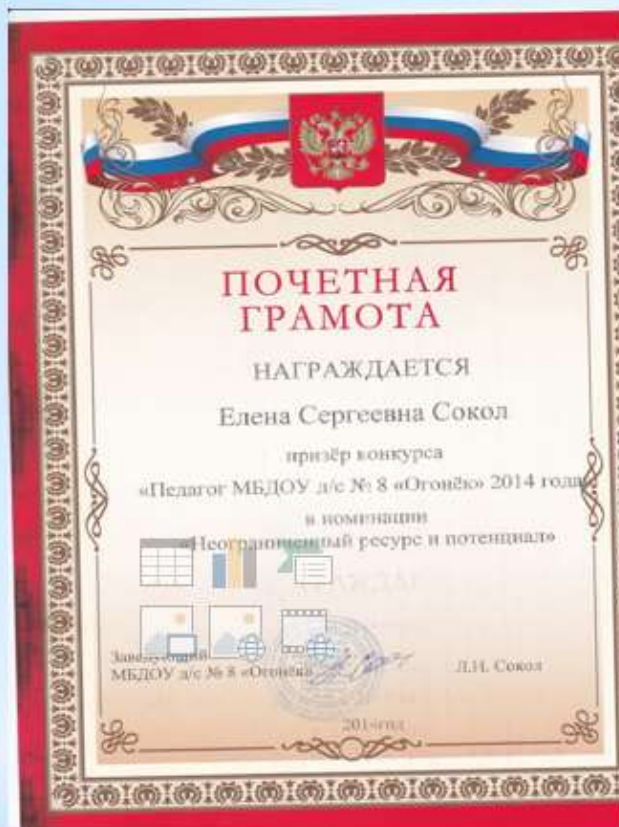 ПОЧЕТНАЯ
ГРАМОТА
НАГРАЖДАЕТСЯ
Елена Сергеевна Сокол
призёр конкурса
«Педагог МБДОУ д/с № 8 «Огонёк» 2014 года
в номенации
«Неограниченный ресурс и потенциал»
Заведующий
МБДОУ д/с № 8 «Огонёк»
Сокол